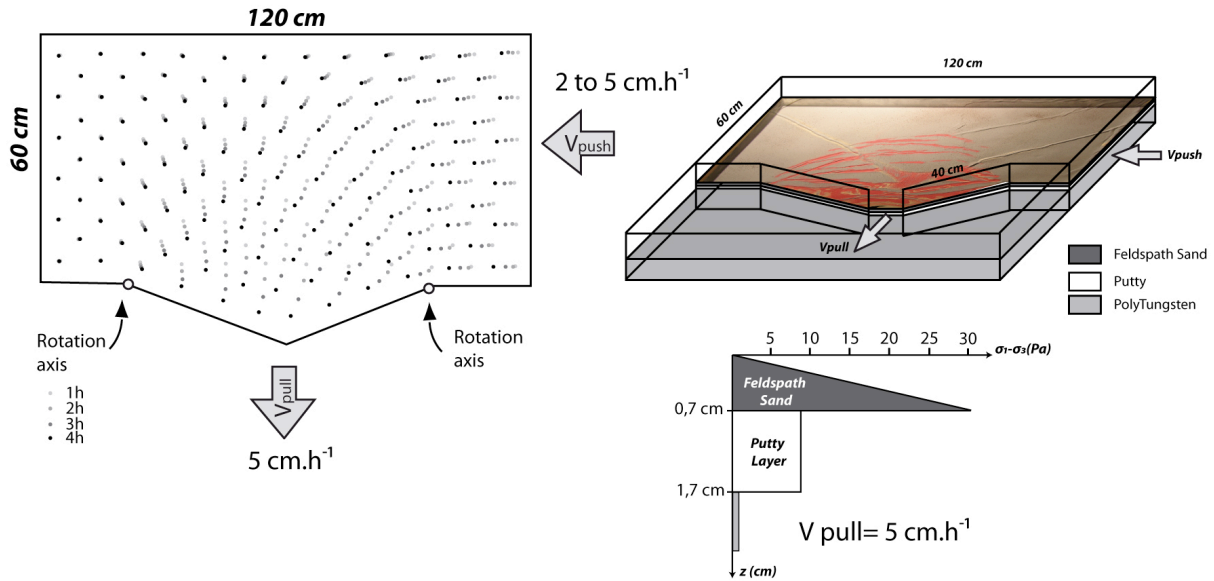 120 cm
60 cm
2 to 5 cm.h⁻¹
Vpush
Rotation
axis
Rotation
axis
1h
2h
3h
4h
Vpull
5 cm.h⁻¹
120 cm
60 cm
40 cm
Vpush
Vpull
Feldspath Sand
Putty
PolyTungsten
5 10 15 20 25 30 σ₁-σ₃(Pa)
Feldspath
Sand
0,7 cm
Putty
Layer
1,7 cm
V pull= 5 cm.h⁻¹
z (cm)